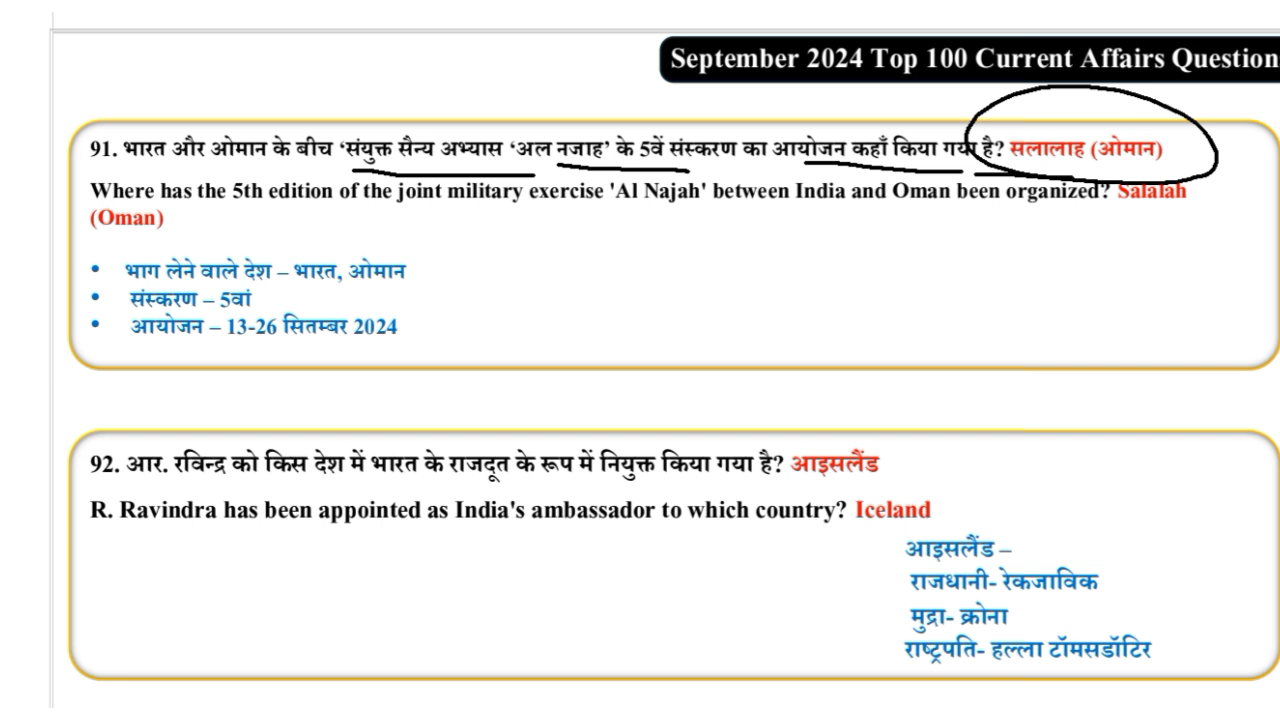 September 2024 Top 100 Current Affairs Question
91. भारत और ओमान के बीच ‘संयुक्त सैन्य अभ्यास ‘अल नजाह’ के 5वें संस्करण का आयोजन कहाँ किया गया है? सलालाह (ओमान)
Where has the 5th edition of the joint military exercise 'Al Najah' between India and Oman been organized? Salalah
(Oman)
• भाग लेने वाले देश – भारत, ओमान
• संस्करण – 5वां
• आयोजन – 13-26 सितम्बर 2024
92. आर. रविन्द्र को किस देश में भारत के राजदूत के रूप में नियुक्त किया गया है? आइसलैंड
R. Ravindra has been appointed as India's ambassador to which country? Iceland
आइसलैंड –
राजधानी- रेकजाविक
मुद्रा- क्रोना
राष्ट्रपति- हल्ला टॉमसडॉटिर